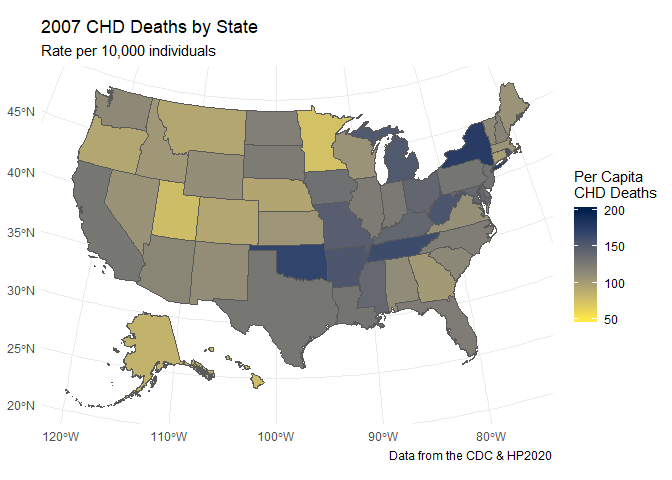 2007 CHD Deaths by State
Rate per 10,000 individuals
45°N
40°N
35°N
30°N
25°N
20°N
120°W
110°W
100°W
90°W
80°W
Per Capita
CHD Deaths
200
150
100
50
Data from the CDC & HP2020